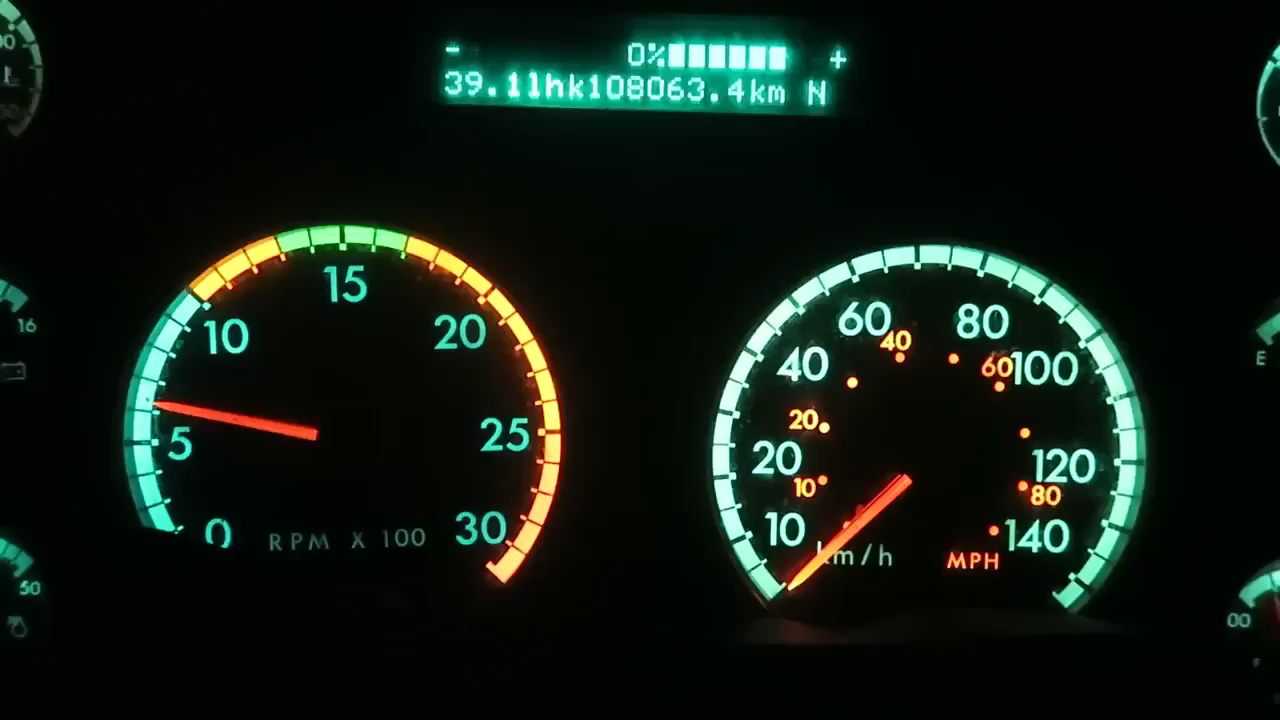 - 0% +
39.1lhk108063.4km N
0 5 10 15 20 25 30
RPM X 100
10 20 40 60 80 100 120 140
10 20 40 60 80
km/h MPH
16
50
E
00